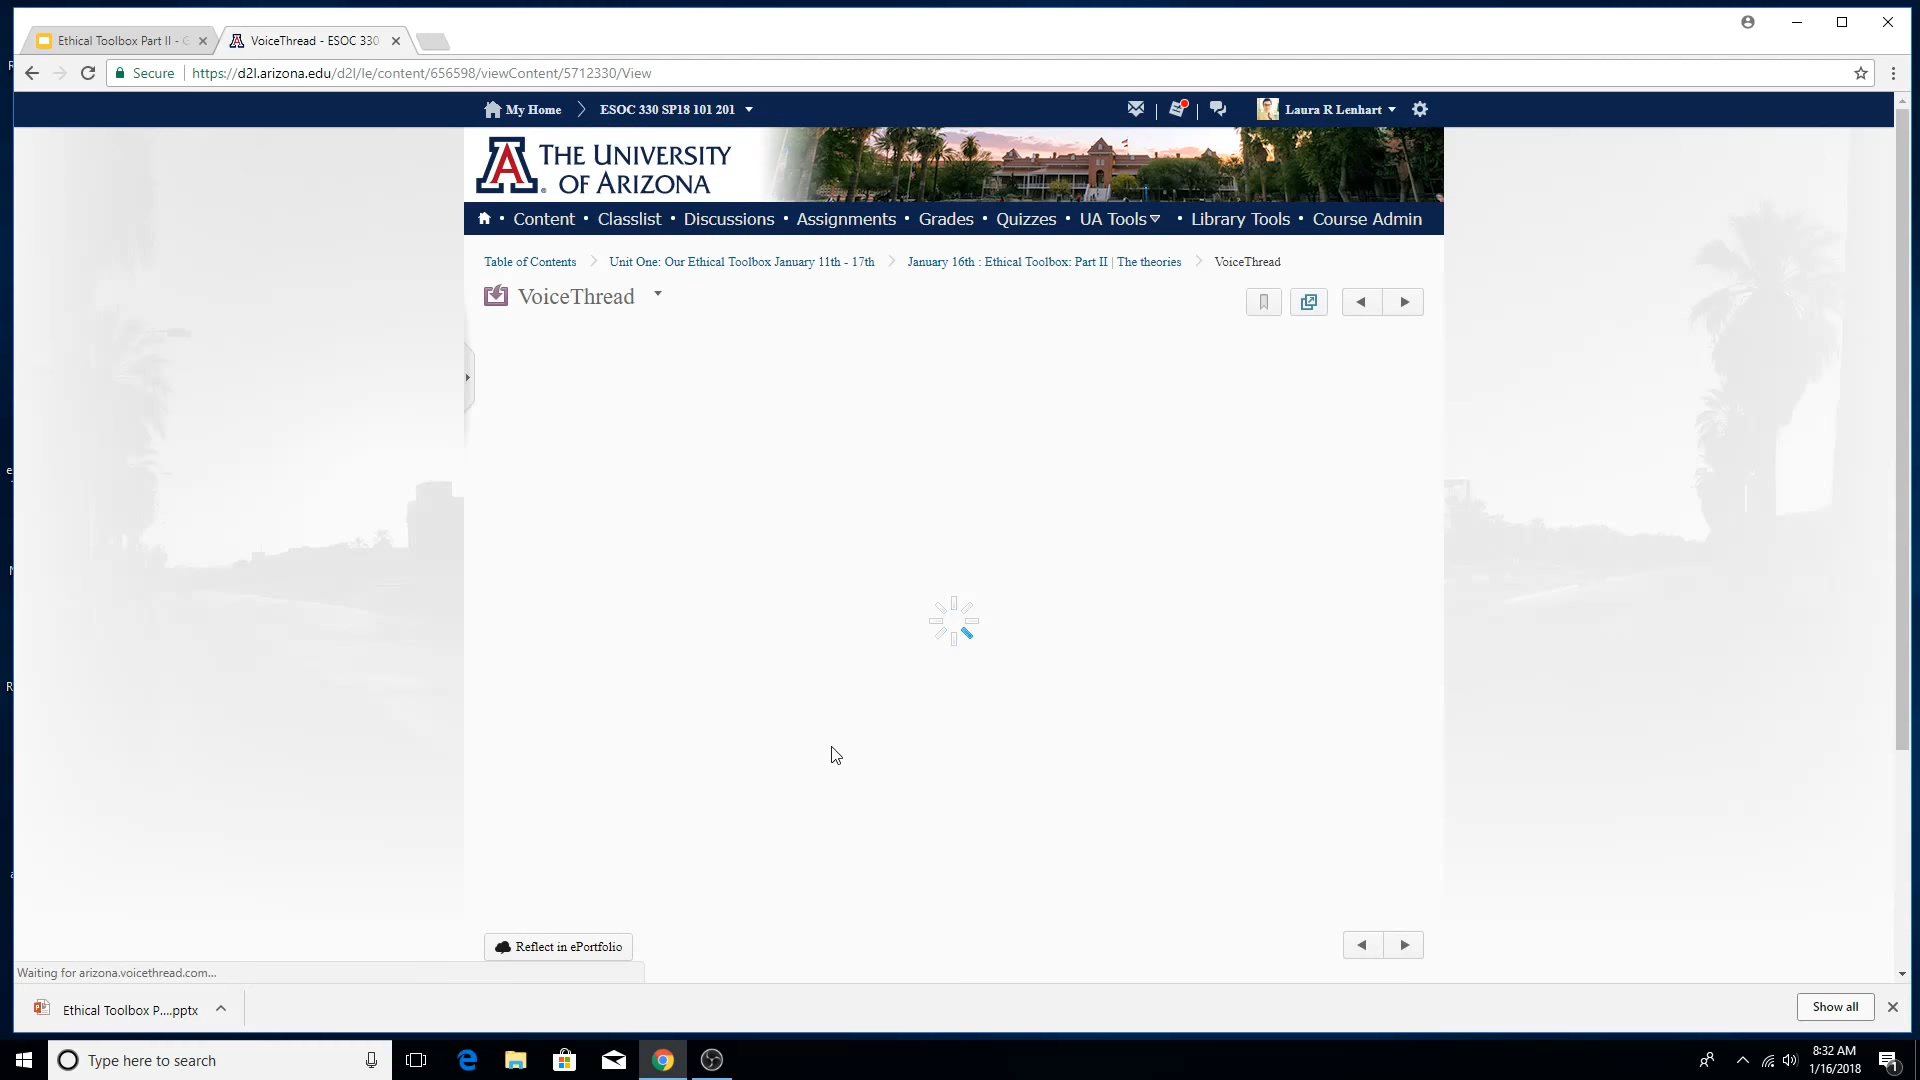 Ethical Toolbox Part II - G
VoiceThread - ESOC 330
Secure
https://d2l.arizona.edu/d2l/le/content/656598/viewContent/5712330/View
My Home
ESOC 330 SP18 101 201
Laura R Lenhart
THE UNIVERSITY
OF ARIZONA
Content • Classlist • Discussions • Assignments • Grades • Quizzes • UA Tools • Library Tools • Course Admin
Table of Contents
Unit One: Our Ethical Toolbox January 11th - 17th
January 16th : Ethical Toolbox: Part II | The theories
VoiceThread
VoiceThread
Reflect in ePortfolio
Waiting for arizona.voicethread.com...
Ethical Toolbox P....pptx
Show all
Type here to search
8:32 AM
1/16/2018
1